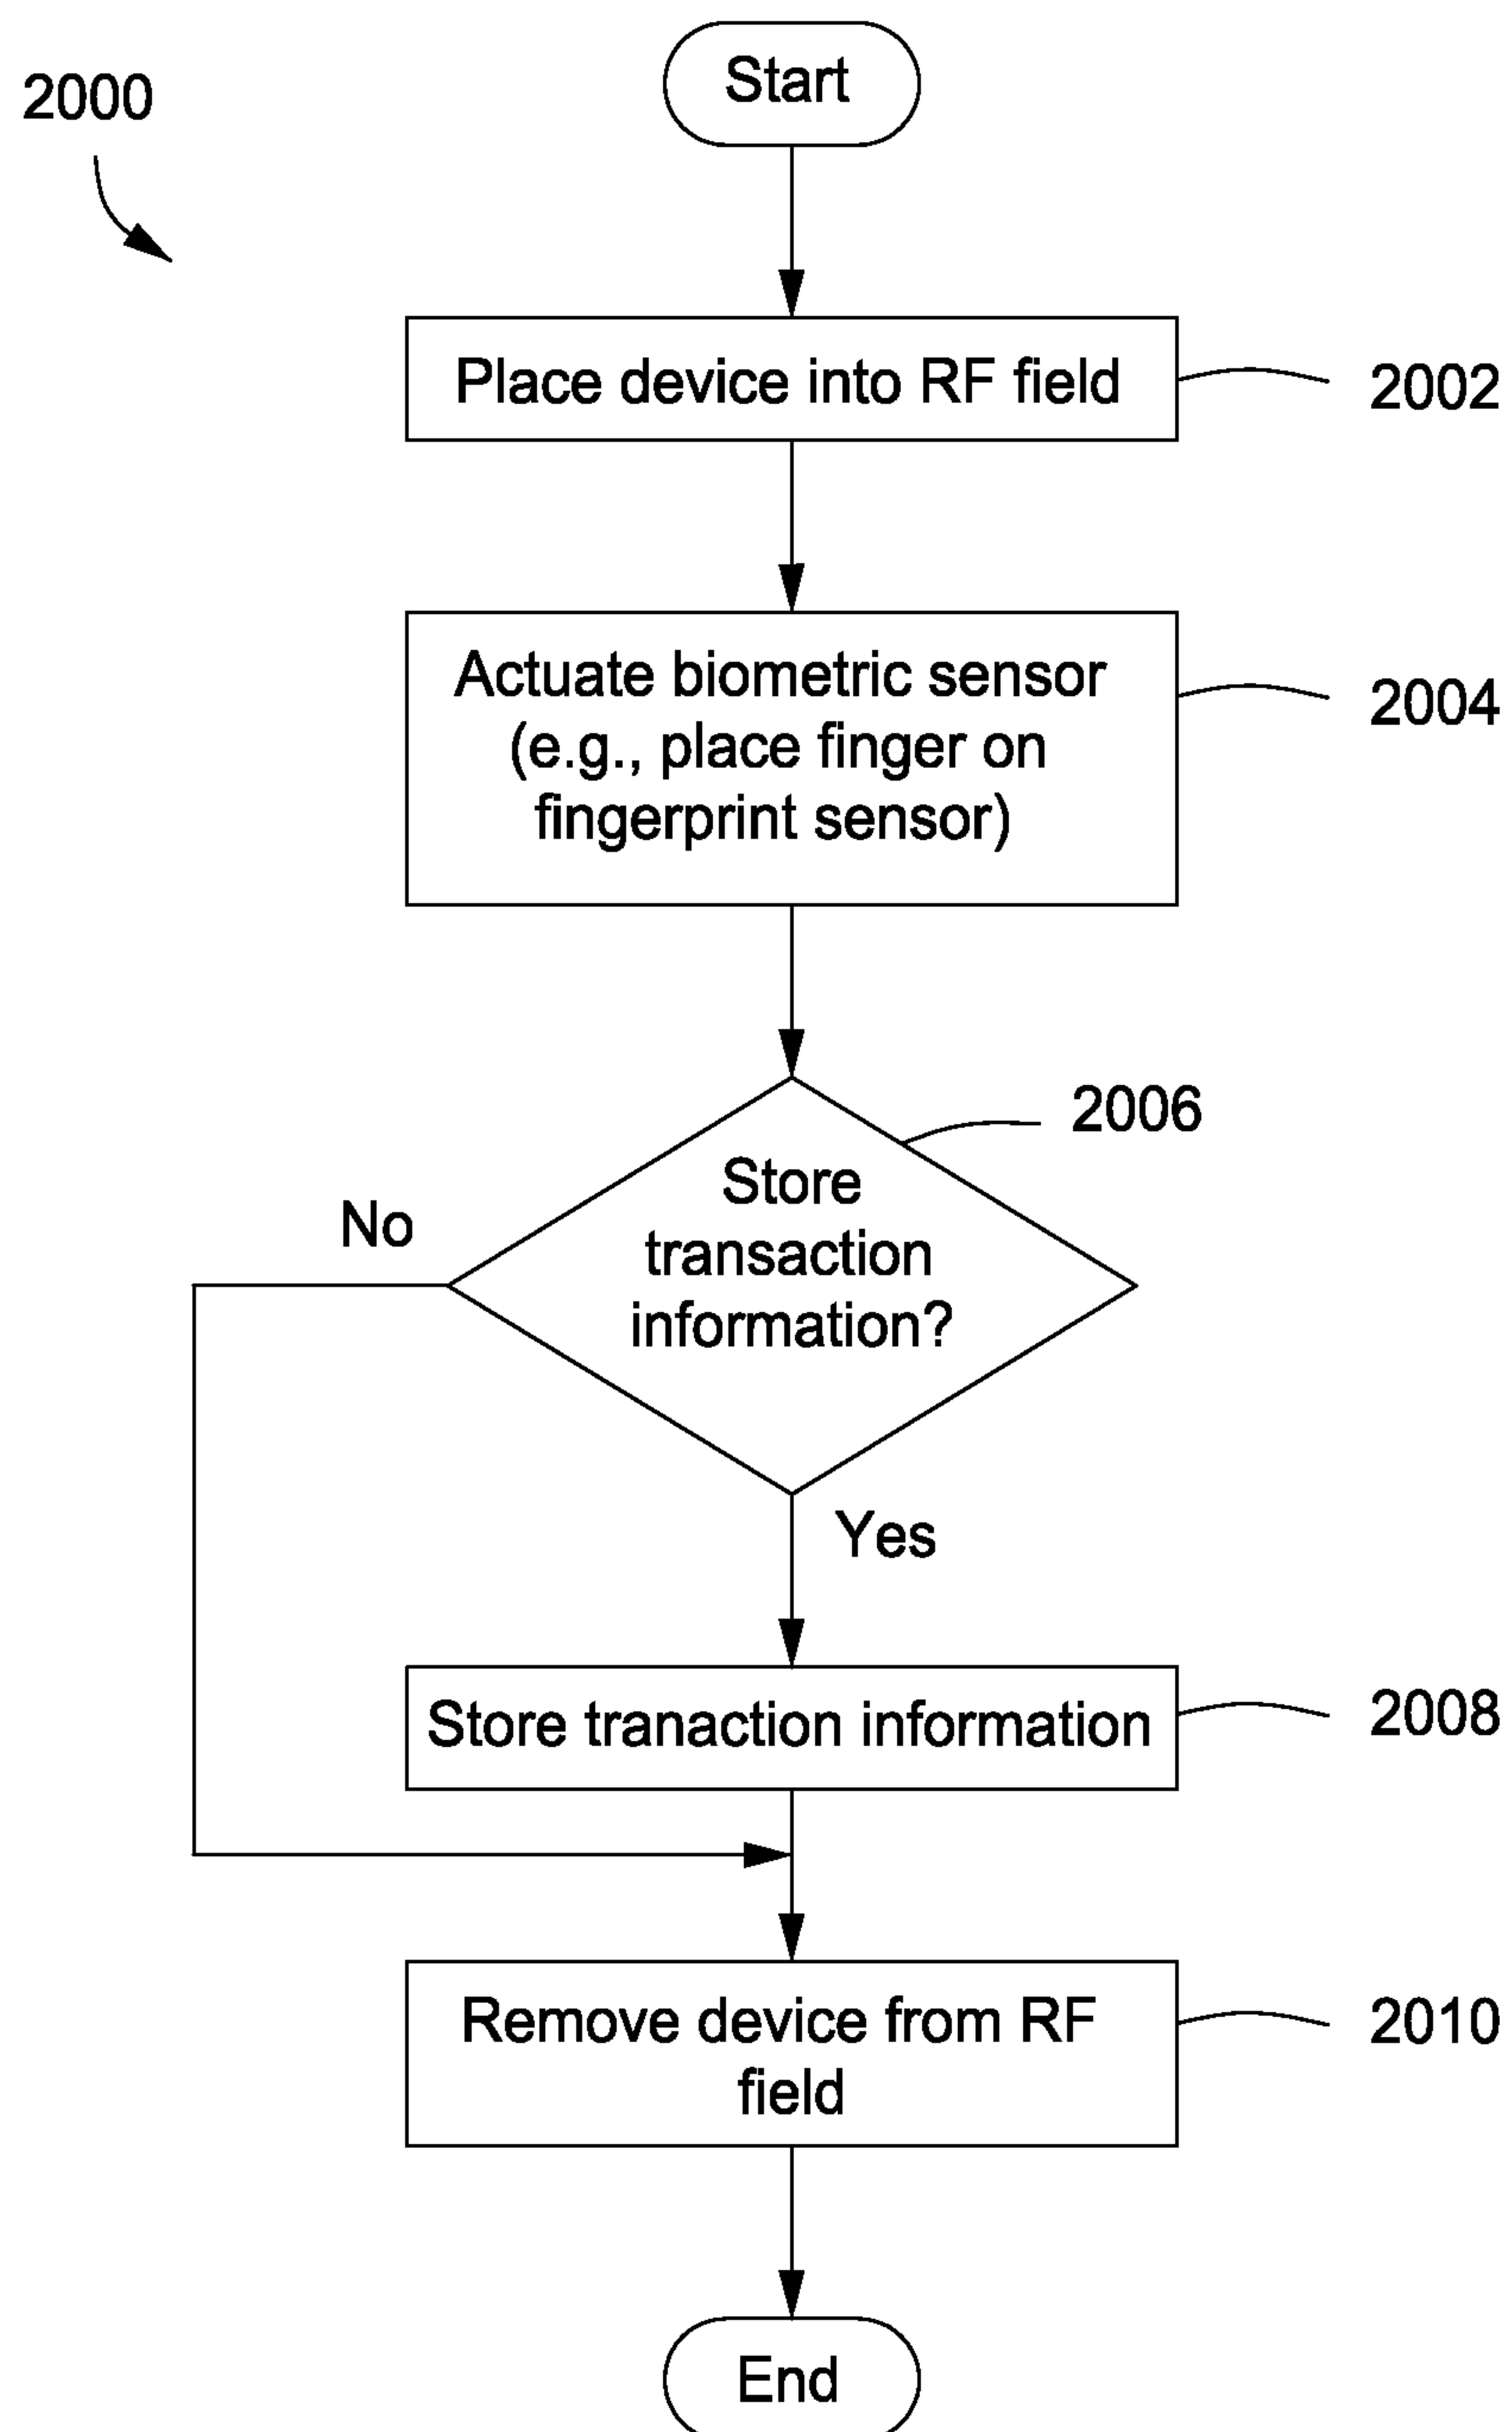 2000
Start
Place device into RF field
2002
Actuate biometric sensor
(e.g., place finger on
fingerprint sensor)
2004
2006
Store
transaction
information?
No
Yes
Store tranaction information
2008
Remove device from RF
field
2010
End